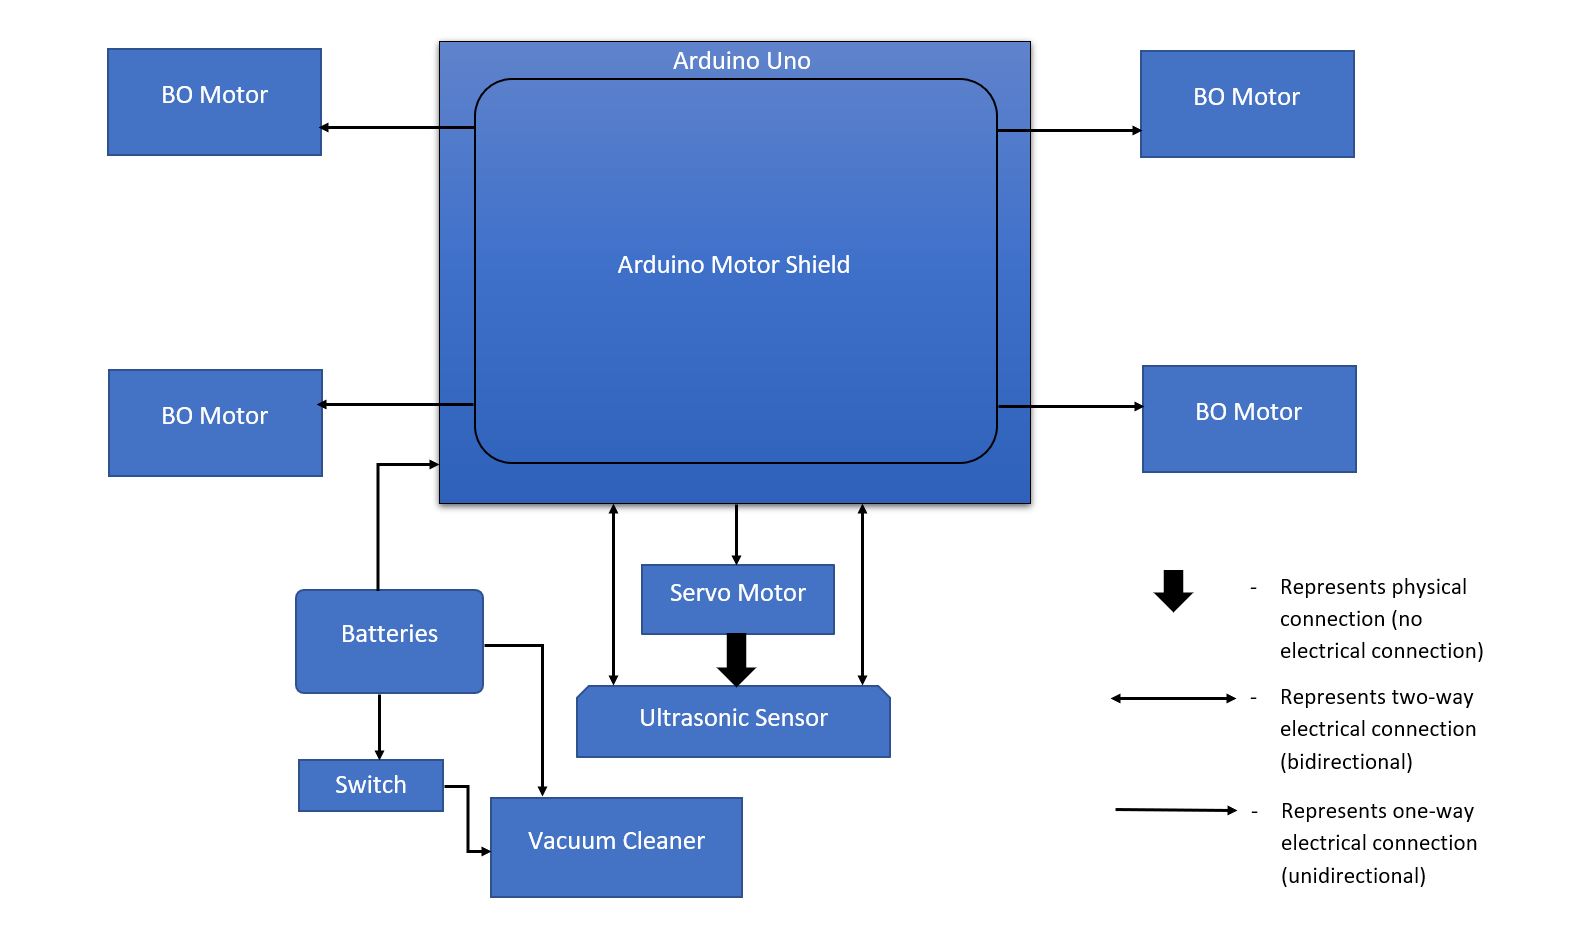 Arduino Uno
BO Motor
BO Motor
Arduino Motor Shield
BO Motor
BO Motor
Servo Motor
Batteries
Ultrasonic Sensor
Switch
Vacuum Cleaner
- Represents physical
connection (no
electrical connection)
- Represents two-way
electrical connection
(bidirectional)
- Represents one-way
electrical connection
(unidirectional)